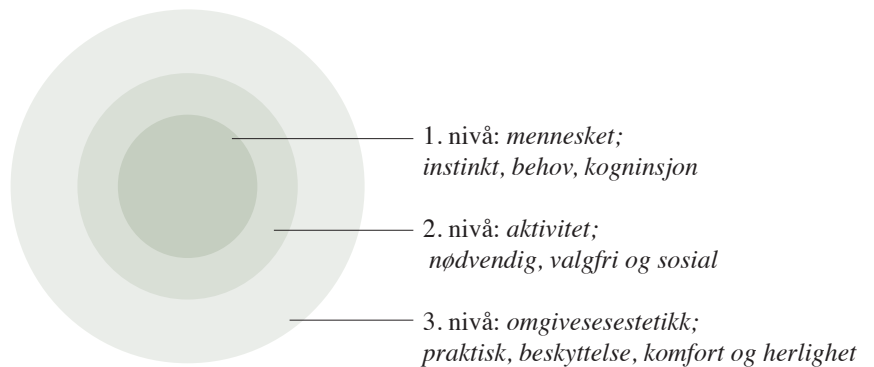 1. nivå: mennesket;
instinkt, behov, kogninsjon
2. nivå: aktivitet;
nødvendig, valgfri og sosial
3. nivå: omgivesesestetikk;
praktisk, beskyttelse, komfort og herlighet